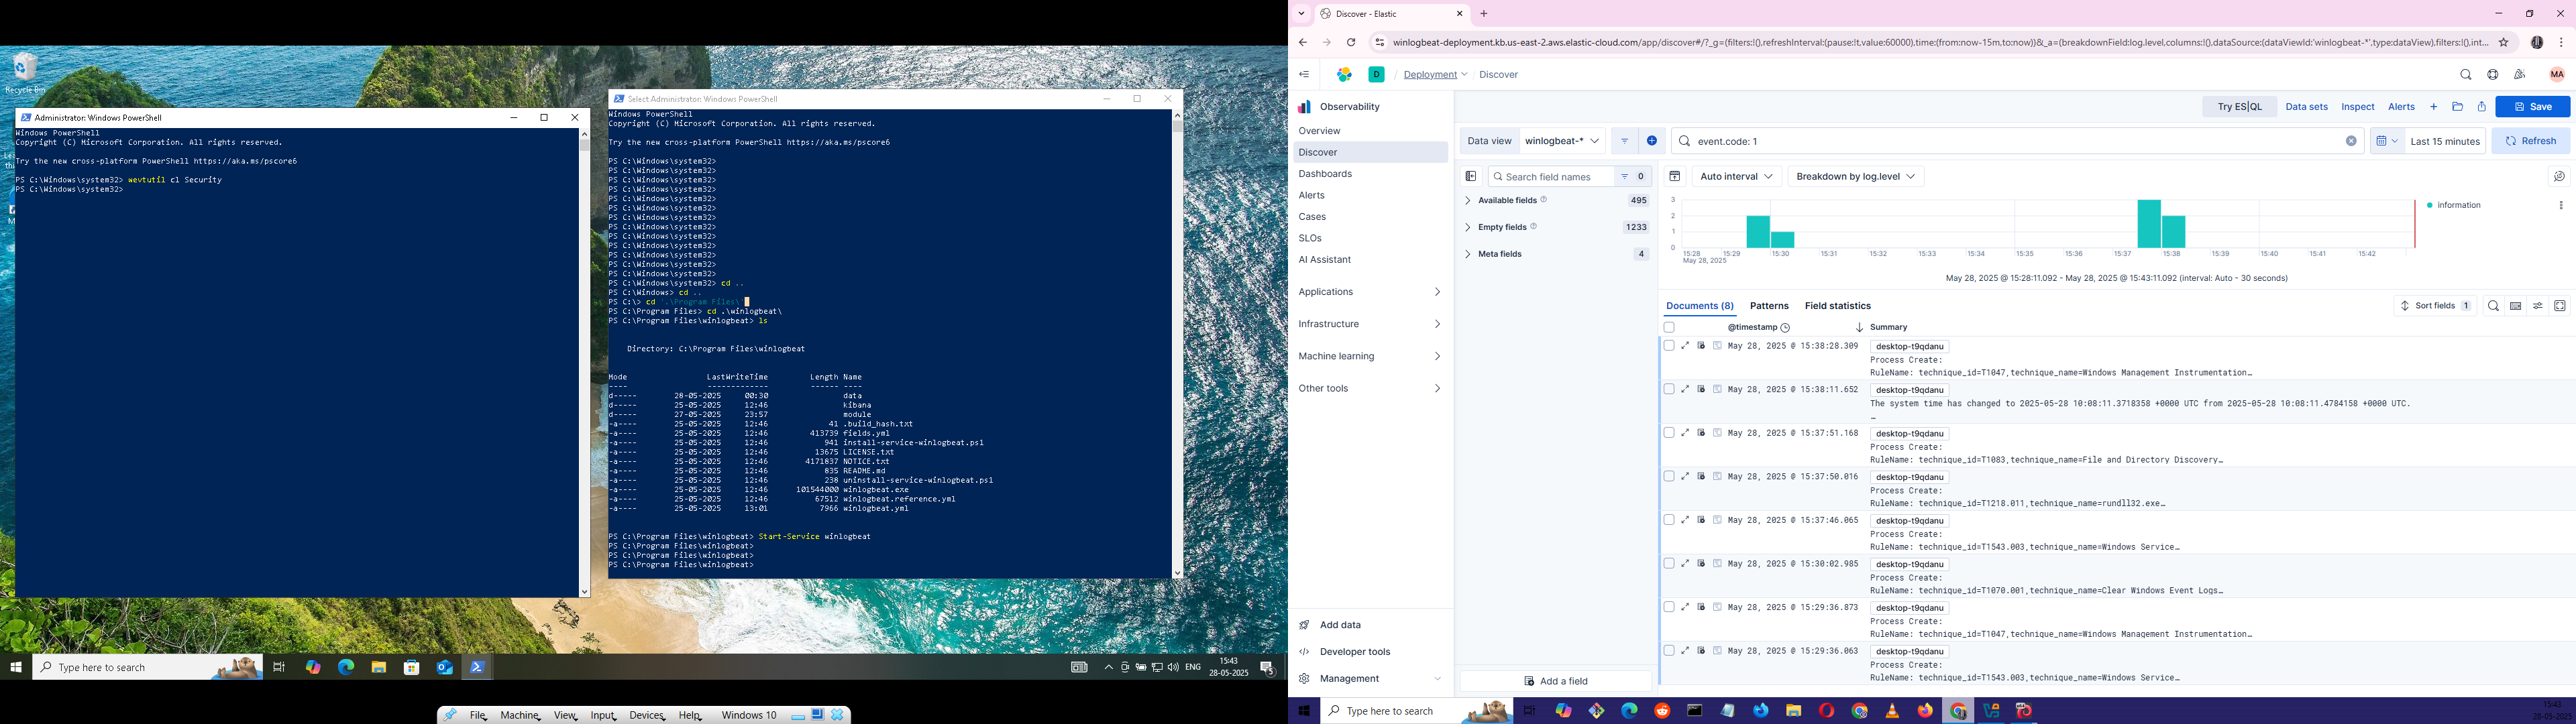 Recycle Bin
Administrator: Windows PowerShell
Windows PowerShell
Copyright (C) Microsoft Corporation. All rights reserved.
Try the new cross-platform PowerShell https://aka.ms/pscore6
PS C:\Windows\system32> wevtutil cl Security
PS C:\Windows\system32>
Select Administrator: Windows PowerShell
Windows PowerShell
Copyright (C) Microsoft Corporation. All rights reserved.
Try the new cross-platform PowerShell https://aka.ms/pscore6
PS C:\Windows\system32>
PS C:\Windows\system32>
PS C:\Windows\system32>
PS C:\Windows\system32>
PS C:\Windows\system32>
PS C:\Windows\system32>
PS C:\Windows\system32>
PS C:\Windows\system32>
PS C:\Windows\system32>
PS C:\Windows\system32>
PS C:\Windows\system32>
PS C:\Windows\system32>
PS C:\Windows\system32>
PS C:\Windows\system32> cd ..
PS C:\Windows> cd ..
PS C:\> cd '.\Program Files\'
PS C:\Program Files> cd .\winlogbeat\
PS C:\Program Files\winlogbeat> ls
Directory: C:\Program Files\winlogbeat
Mode LastWriteTime Length Name
---- ------------- ------ ----
d----- 28-05-2025 00:30 data
d----- 25-05-2025 12:46 kibana
d----- 27-05-2025 23:57 module
-a---- 25-05-2025 12:46 41 .build_hash.txt
-a---- 25-05-2025 12:46 413739 fields.yml
-a---- 25-05-2025 12:46 941 install-service-winlogbeat.ps1
-a---- 25-05-2025 12:46 13675 LICENSE.txt
-a---- 25-05-2025 12:46 4171837 NOTICE.txt
-a---- 25-05-2025 12:46 835 README.md
-a---- 25-05-2025 12:46 238 uninstall-service-winlogbeat.ps1
-a---- 25-05-2025 12:46 101544000 winlogbeat.exe
-a---- 25-05-2025 12:46 67512 winlogbeat.reference.yml
-a---- 25-05-2025 13:01 7966 winlogbeat.yml
PS C:\Program Files\winlogbeat> Start-Service winlogbeat
PS C:\Program Files\winlogbeat>
PS C:\Program Files\winlogbeat>
PS C:\Program Files\winlogbeat>
Type here to search
ENG
15:43
28-05-2025
5
File Machine View Input Devices Help Windows 10
Discover - Elastic
winlogbeat-deployment.kb.us-east-2.aws.elastic-cloud.com/app/discover#/?_g=(filters:!(),refreshInterval:(pause:!t,value:60000),time:(from:now-15m,to:now))&_a=(breakdownField:log.level,columns:!(),dataSource:(dataViewId:'winlogbeat-*',type:dataView),filters:!(),int...
D / Deployment / Discover
MA
Observability
Overview
Discover
Dashboards
Alerts
Cases
SLOs
AI Assistant
Applications
Infrastructure
Machine learning
Other tools
Add data
Developer tools
Management
Try ES|QL Data sets Inspect Alerts Save
Data view winlogbeat-* event.code: 1 Last 15 minutes Refresh
Search field names 0
Available fields 495
Empty fields 1233
Meta fields 4
Add a field
Auto interval Breakdown by log.level
3
2
1
0
15:28 15:29 15:30 15:31 15:32 15:33 15:34 15:35 15:36 15:37 15:38 15:39 15:40 15:41 15:42
May 28, 2025
information
May 28, 2025 @ 15:28:11.092 - May 28, 2025 @ 15:43:11.092 (interval: Auto - 30 seconds)
Documents (8) Patterns Field statistics Sort fields 1
@timestamp Summary
May 28, 2025 @ 15:38:28.309 desktop-t9qdanu
Process Create:
RuleName: technique_id=T1047,technique_name=Windows Management Instrumentation…
May 28, 2025 @ 15:38:11.652 desktop-t9qdanu
The system time has changed to 2025-05-28 10:08:11.3718358 +0000 UTC from 2025-05-28 10:08:11.4784158 +0000 UTC.
…
May 28, 2025 @ 15:37:51.168 desktop-t9qdanu
Process Create:
RuleName: technique_id=T1083,technique_name=File and Directory Discovery…
May 28, 2025 @ 15:37:50.016 desktop-t9qdanu
Process Create:
RuleName: technique_id=T1218.011,technique_name=rundll32.exe…
May 28, 2025 @ 15:37:46.065 desktop-t9qdanu
Process Create:
RuleName: technique_id=T1543.003,technique_name=Windows Service…
May 28, 2025 @ 15:30:02.985 desktop-t9qdanu
Process Create:
RuleName: technique_id=T1070.001,technique_name=Clear Windows Event Logs…
May 28, 2025 @ 15:29:36.873 desktop-t9qdanu
Process Create:
RuleName: technique_id=T1047,technique_name=Windows Management Instrumentation…
May 28, 2025 @ 15:29:36.063 desktop-t9qdanu
Process Create:
RuleName: technique_id=T1543.003,technique_name=Windows Service…
Type here to search
15:43
28-05-2025